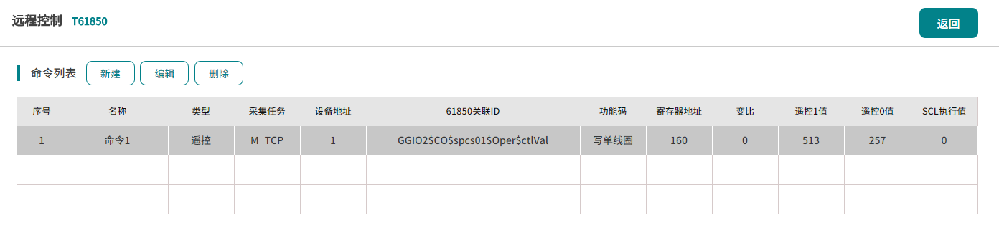 远程控制 T61850
返回
命令列表 新建 编辑 删除
序号 名称 类型 采集任务 设备地址 61850关联ID 功能码 寄存器地址 变比 遥控1值 遥控0值 SCL执行值
1 命令1 遥控 M_TCP 1 GGIO2$CO$spcs01$Oper$ctlVal 写单线圈 160 0 513 257 0